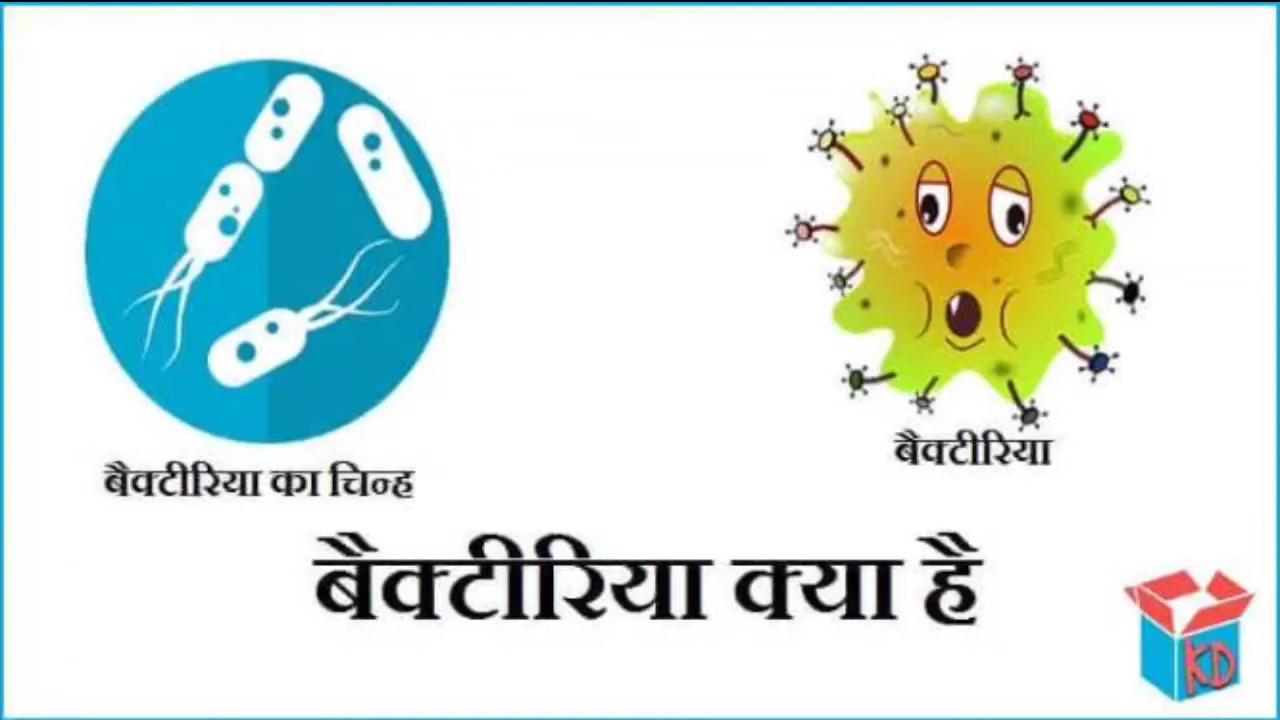 बैक्टीरिया का चिन्ह
बैक्टीरिया
बैक्टीरिया क्या है
KD